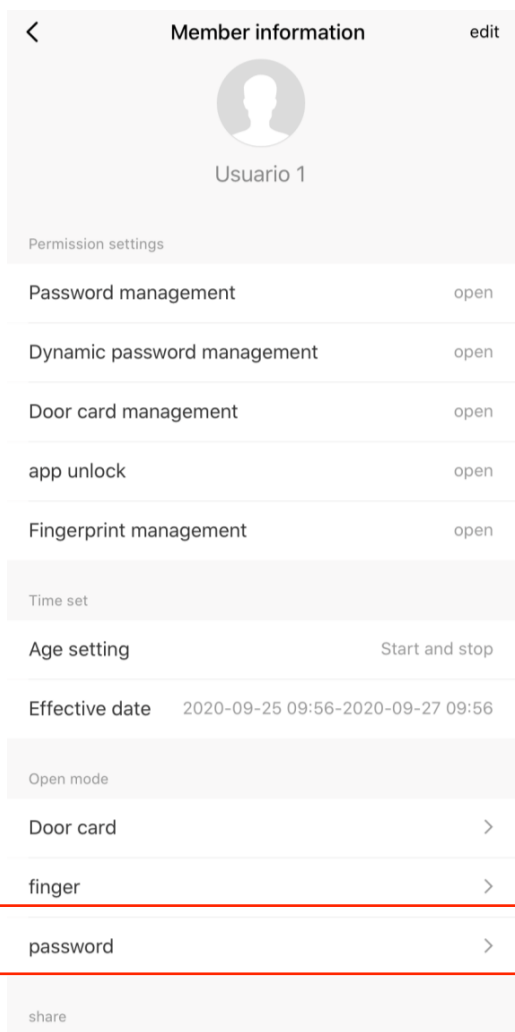 Member information edit
Usuario 1
Permission settings
Password management open
Dynamic password management open
Door card management open
app unlock open
Fingerprint management open
Time set
Age setting Start and stop
Effective date 2020-09-25 09:56-2020-09-27 09:56
Open mode
Door card
finger
password
share